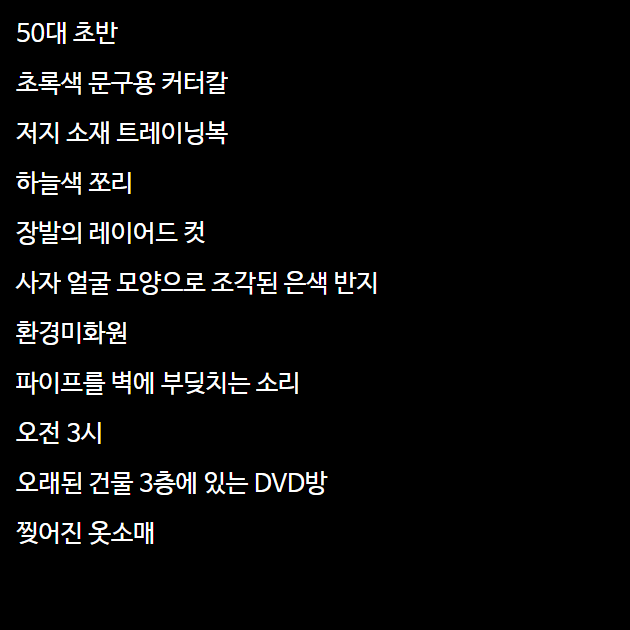 50대 초반
초록색 문구용 커터칼
저지 소재 트레이닝복
하늘색 쪼리
장발의 레이어드 컷
사자 얼굴 모양으로 조각된 은색 반지
환경미화원
파이프를 벽에 부딪치는 소리
오전 3시
오래된 건물 3층에 있는 DVD방
찢어진 옷소매